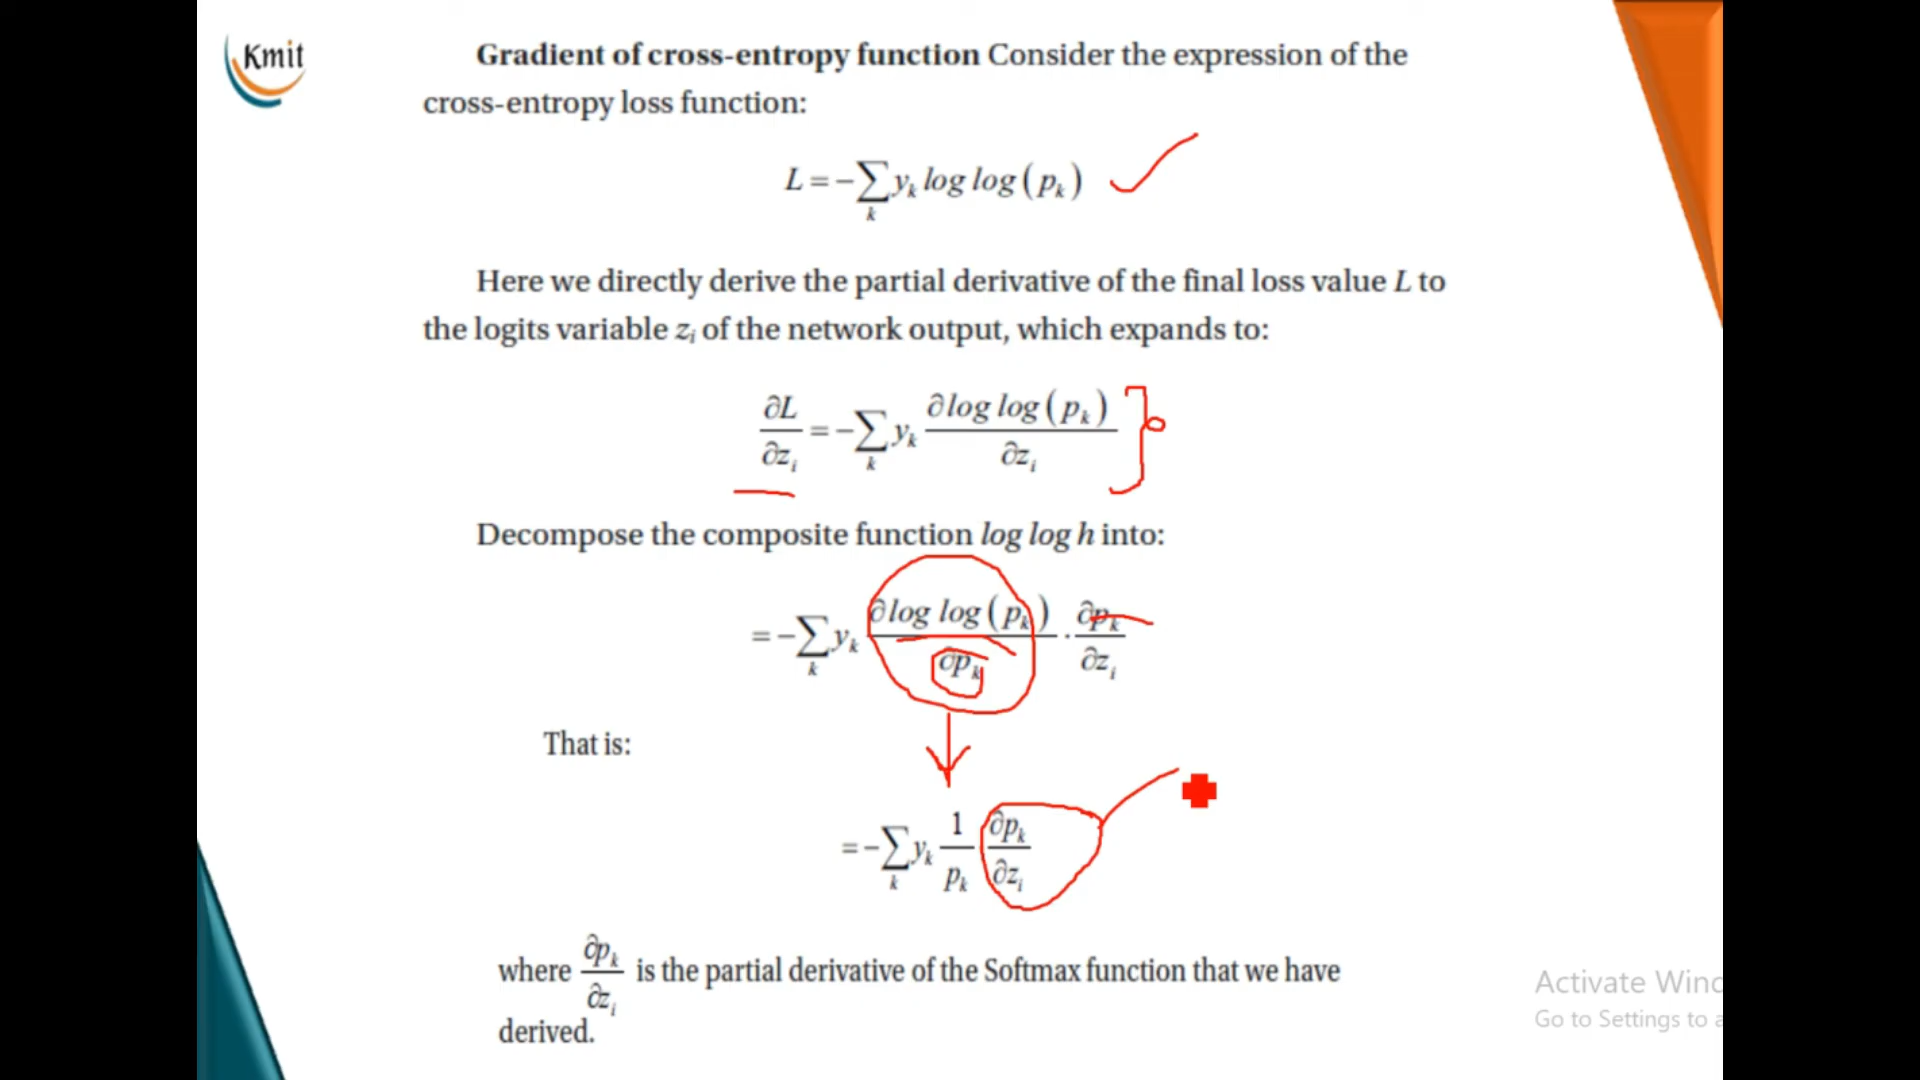 Kmit
Gradient of cross-entropy function Consider the expression of the
cross-entropy loss function:
L = −∑_k y_k log log (p_k)
Here we directly derive the partial derivative of the final loss value L to
the logits variable z_i of the network output, which expands to:
∂L/∂z_i = −∑_k y_k ∂log log (p_k)/∂z_i
Decompose the composite function log log h into:
= −∑_k y_k ∂log log (p_k)/∂p_k · ∂p_k/∂z_i
That is:
= −∑_k y_k 1/p_k ∂p_k/∂z_i
where ∂p_k/∂z_i is the partial derivative of the Softmax function that we have
derived.
Activate Winc
Go to Settings to a